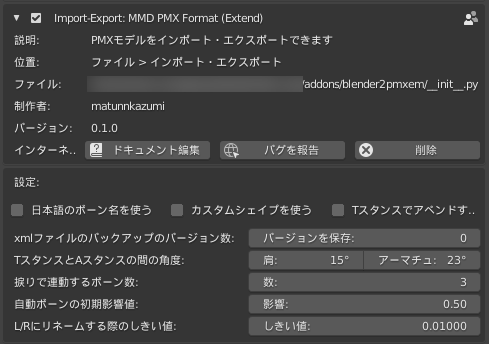 Import-Export: MMD PMX Format (Extend)
説明: PMXモデルをインポート・エクスポートできます
位置: ファイル > インポート・エクスポート
ファイル: /addons/blender2pmxem/__init__.py
制作者: matunnkazumi
バージョン: 0.1.0
インターネ.. ドキュメント編集 バグを報告 削除
設定:
日本語のボーン名を使う カスタムシェイプを使う Tスタンスでアペンドす..
xmlファイルのバックアップのバージョン数: バージョンを保存: 0
TスタンスとAスタンスの間の角度: 肩: 15° アーマチュ: 23°
捩りで連動するボーン数: 数: 3
自動ボーンの初期影響値: 影響: 0.50
L/Rにリネームする際のしきい値: しきい値: 0.01000